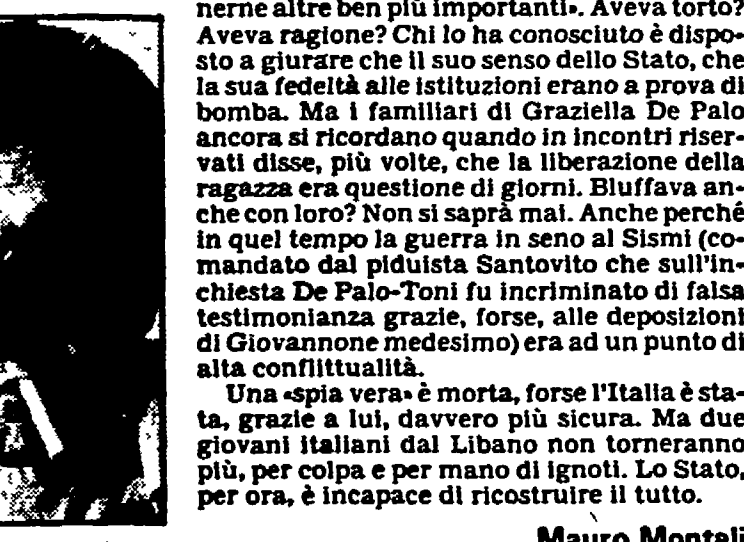 nerne altre ben più importanti». Aveva torto?
Aveva ragione? Chi lo ha conosciuto è dispo-
sto a giurare che il suo senso dello Stato, che
la sua fedeltà alle istituzioni erano a prova di
bomba. Ma i familiari di Graziella De Palo
ancora si ricordano quando in incontri riser-
vati disse, più volte, che la liberazione della
ragazza era questione di giorni. Bluffava an-
che con loro? Non si saprà mai. Anche perché
in quel tempo la guerra in seno al Sismi (co-
mandato dal piduista Santovito che sull'in-
chiesta De Palo-Toni fu incriminato di falsa
testimonianza grazie, forse, alle deposizioni
di Giovannone medesimo) era ad un punto di
alta conflittualità.
Una «spia vera» è morta, forse l'Italia è sta-
ta, grazie a lui, davvero più sicura. Ma due
giovani italiani dal Libano non torneranno
più, per colpa e per mano di ignoti. Lo Stato,
per ora, è incapace di ricostruire il tutto.
Mauro Montali